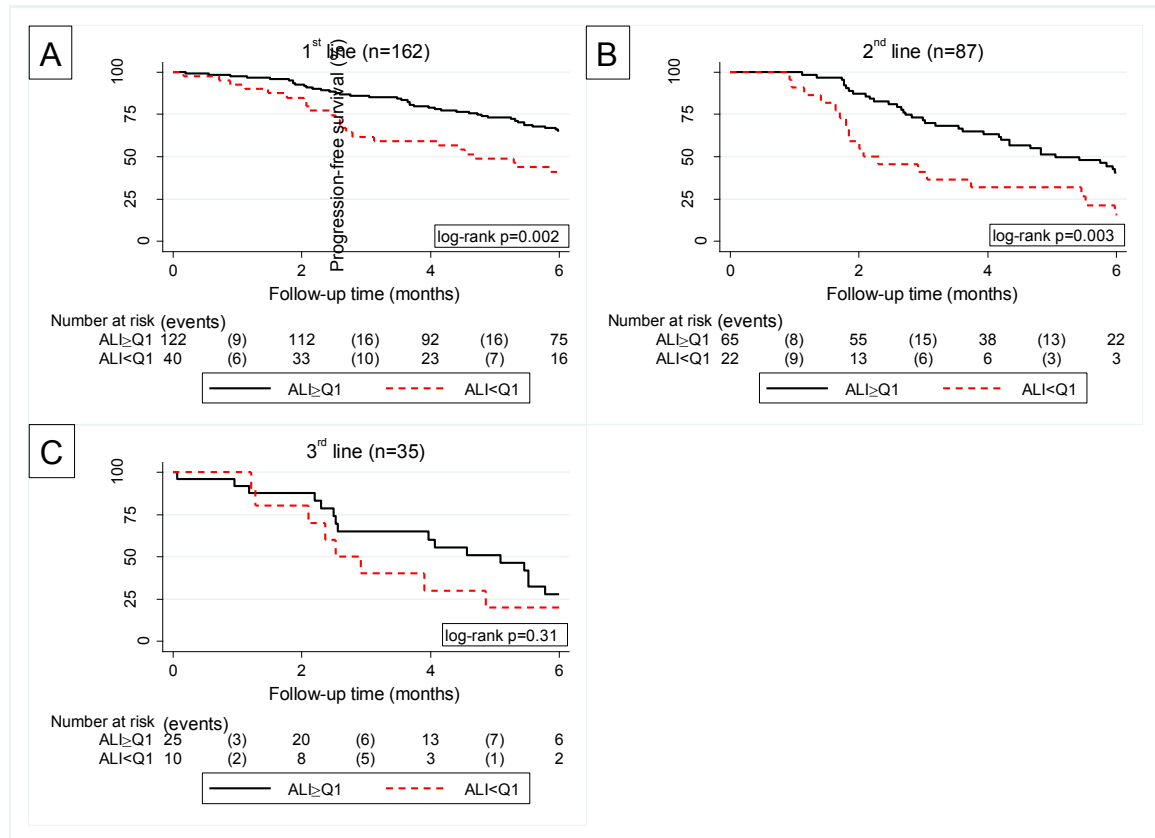 A
1st line (n=162)
Progression-free survival (%)
100
75
50
25
0
log-rank p=0.002
0 2 4 6
Follow-up time (months)
Number at risk (events)
ALI≥Q1 122 (9) 112 (16) 92 (16) 75
ALI<Q1 40 (6) 33 (10) 23 (7) 16
ALI≥Q1 ALI<Q1
B
2nd line (n=87)
100
75
50
25
0
log-rank p=0.003
0 2 4 6
Follow-up time (months)
Number at risk (events)
ALI≥Q1 65 (8) 55 (15) 38 (13) 22
ALI<Q1 22 (9) 13 (6) 6 (3) 3
ALI≥Q1 ALI<Q1
C
3rd line (n=35)
100
75
50
25
0
log-rank p=0.31
0 2 4 6
Follow-up time (months)
Number at risk (events)
ALI≥Q1 25 (3) 20 (6) 13 (7) 6
ALI<Q1 10 (2) 8 (5) 3 (1) 2
ALI≥Q1 ALI<Q1